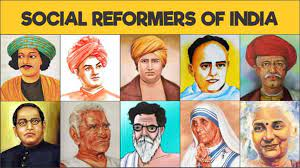 SOCIAL REFORMERS OF INDIA